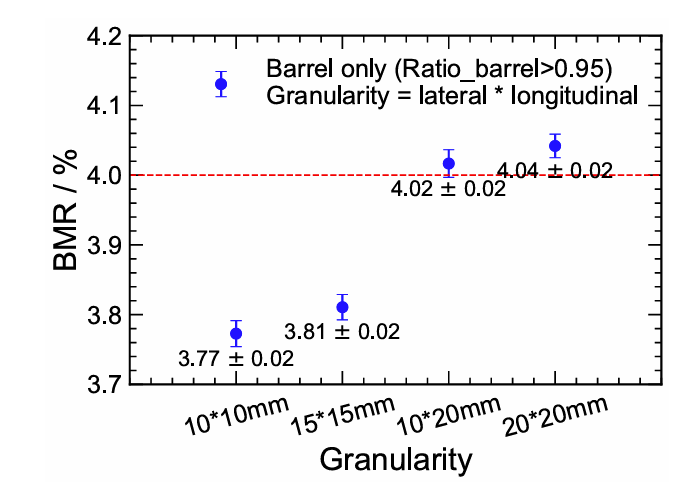 4.2
Barrel only (Ratio_barrel>0.95)
Granularity = lateral * longitudinal
4.1
4.0
4.02 ± 0.02
4.04 ± 0.02
3.9
3.8
3.81 ± 0.02
3.77 ± 0.02
3.7
BMR / %
10*10mm
15*15mm
10*20mm
20*20mm
Granularity